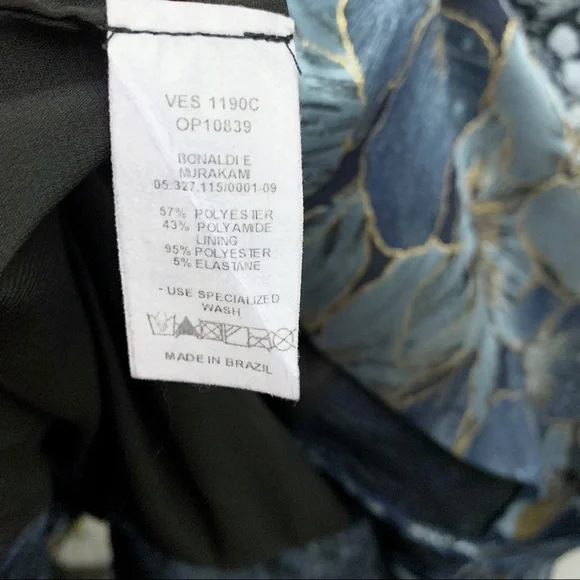 VES 1190C
OP10839
BONALDI E
MURAKAMI
05.327.115/0001-09
57% POLYESTER
43% POLYAMIDE
LINING
95% POLYESTER
5% ELASTANE
- USE SPECIALIZED
WASH
MADE IN BRAZIL